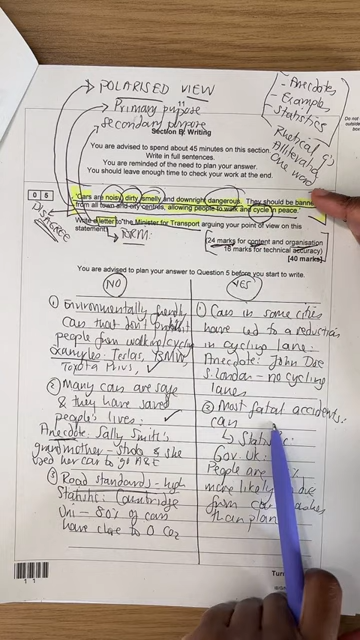 POLARISED VIEW
Primary purpose
Secondary purpose
- Anecdotes
- Examples
- Statistics
Rhetical Q's
Alliteration
One word
Do not
Section B: Writing
You are advised to spend about 45 minutes on this section.
Write in full sentences.
You are reminded of the need to plan your answer.
You should leave enough time to check your work at the end.
0 5
'Cars are noisy, dirty, smelly and downright dangerous. They should be banned
from all town and city centres, allowing people to walk and cycle in peace.'
DISAGREE
Write a letter to the Minister for Transport arguing your point of view on this
statement.
FORM:
(24 marks for content and organisation
16 marks for technical accuracy)
[40 marks]
You are advised to plan your answer to Question 5 before you start to write.
NO
① Environmentally friendly
cars that don't
people from walking/cycling
Examples: Teslas, BMW,
Toyota Prius,
② Many cars are safe
& they have saved
people's lives:
Anecdote: Sally Smith's
grandmother - stroke & she
used her car to go A&E
③ Road standards - high
Statistic: Cambridge
Uni - 80% of cars
have close to 0 CO2
YES
① Cars in some cities
have led to a reduction
in cycling lane:
Anecdote: John Doe
S. London - no cycling
lanes
② Most fatal accidents:
car
Statistic:
Gov. UK:
People are %
more likely
from car crashes
than plane
Turn
1 1